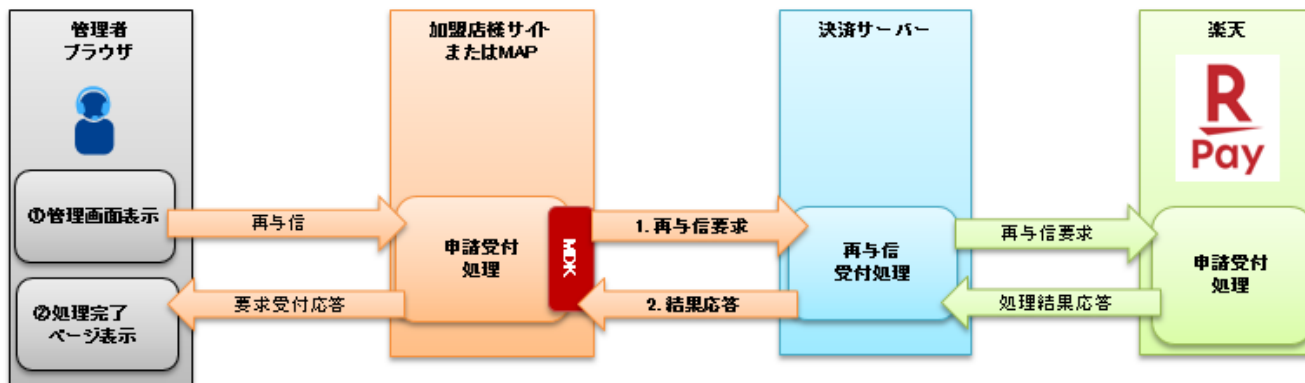 管理者
ブラウザ
加盟店様サイト
またはMAP
決済サーバー
楽天
R
Pay
①管理画面表示
再与信
申請受付
処理
MDK
1. 再与信要求
再与信
受付処理
再与信要求
申請受付
処理
②処理完了
ページ表示
要求受付応答
2. 結果応答
処理結果応答